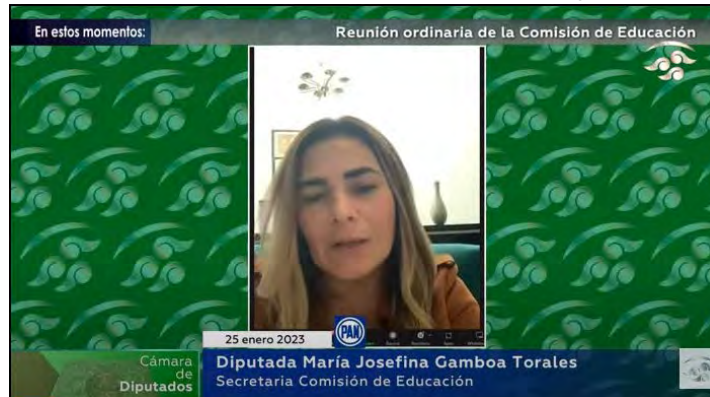 En estos momentos:
Reunión ordinaria de la Comisión de Educación
25 enero 2023
PAN
Cámara
de
Diputados
Diputada María Josefina Gamboa Torales
Secretaria Comisión de Educación